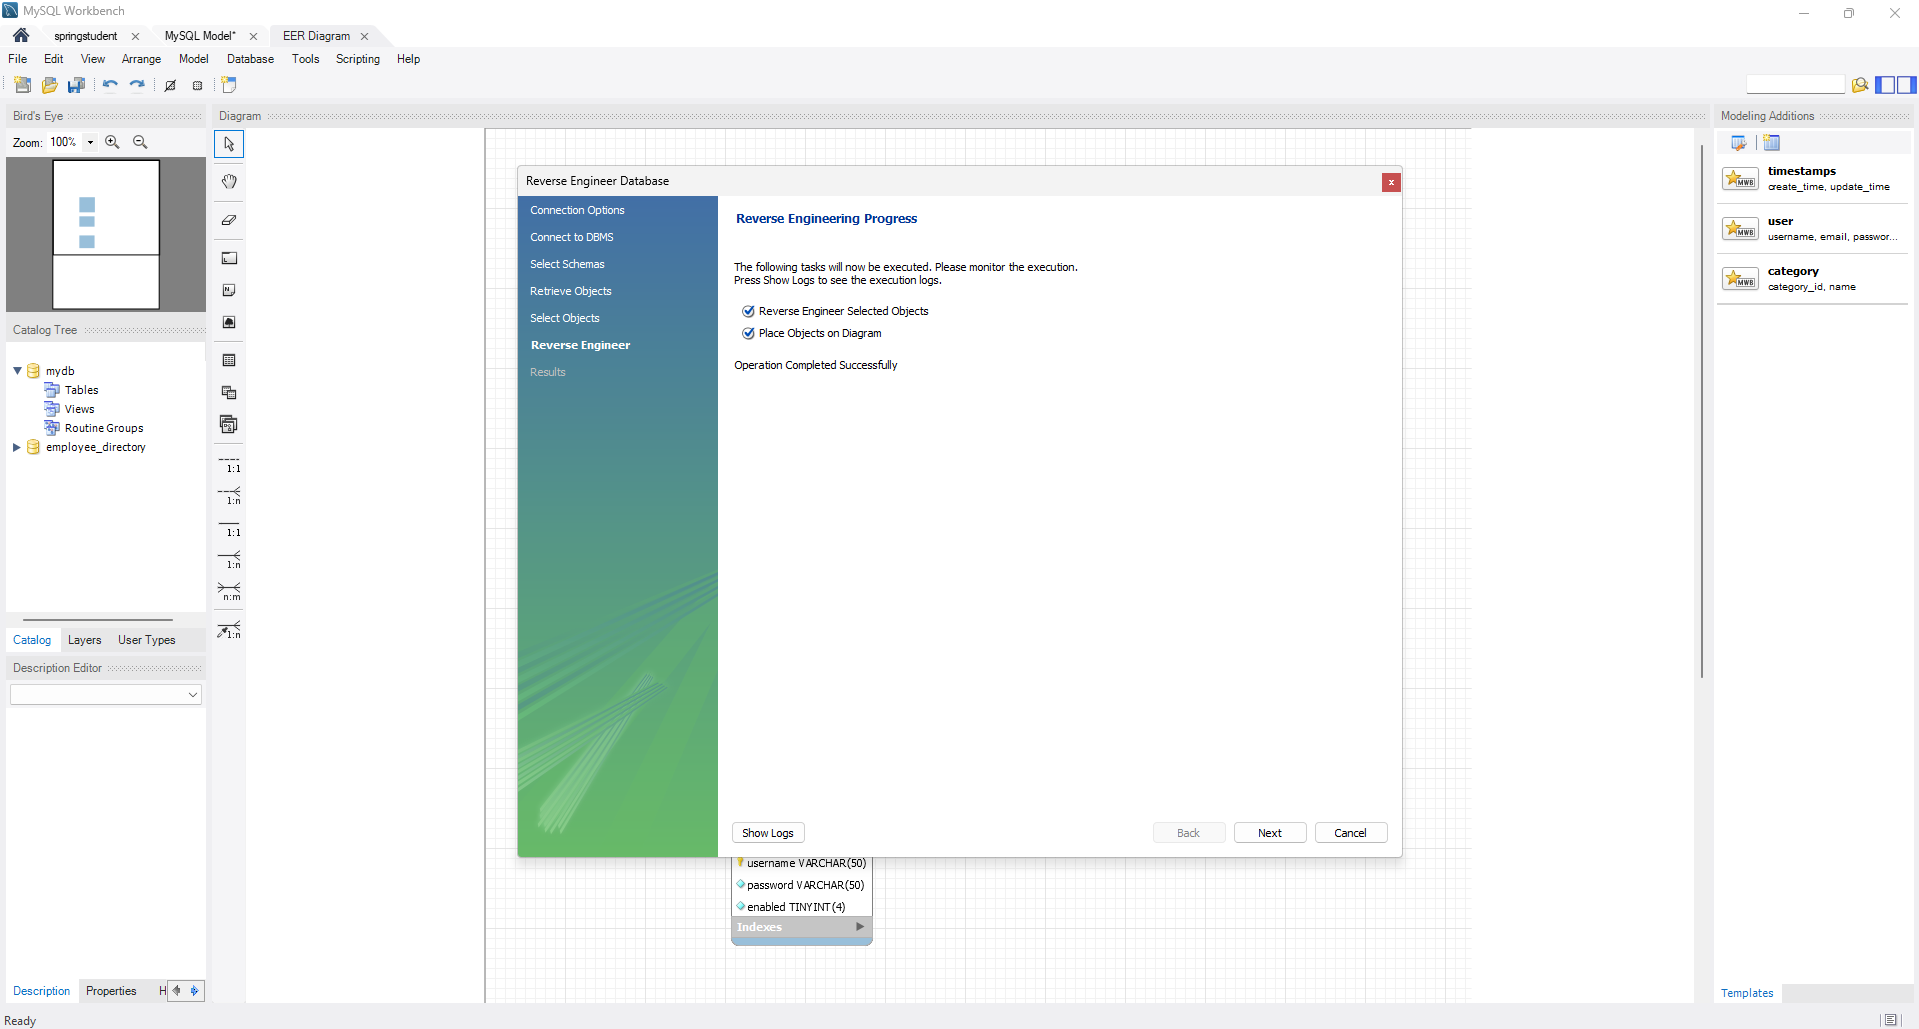 MySQL Workbench
springstudent
MySQL Model*
EER Diagram
File Edit View Arrange Model Database Tools Scripting Help
Bird's Eye
Zoom: 100%
Catalog Tree
mydb
Tables
Views
Routine Groups
employee_directory
Catalog Layers User Types
Description Editor
Description Properties H
Ready
Diagram
1:1
1:n
1:1
1:n
n:m
1:n
Reverse Engineer Database
Connection Options
Connect to DBMS
Select Schemas
Retrieve Objects
Select Objects
Reverse Engineer
Results
Reverse Engineering Progress
The following tasks will now be executed. Please monitor the execution.
Press Show Logs to see the execution logs.
Reverse Engineer Selected Objects
Place Objects on Diagram
Operation Completed Successfully
Show Logs Back Next Cancel
username VARCHAR(50)
password VARCHAR(50)
enabled TINYINT(4)
Indexes
Modeling Additions
MWB
timestamps
create_time, update_time
MWB
user
username, email, passwor...
MWB
category
category_id, name
Templates